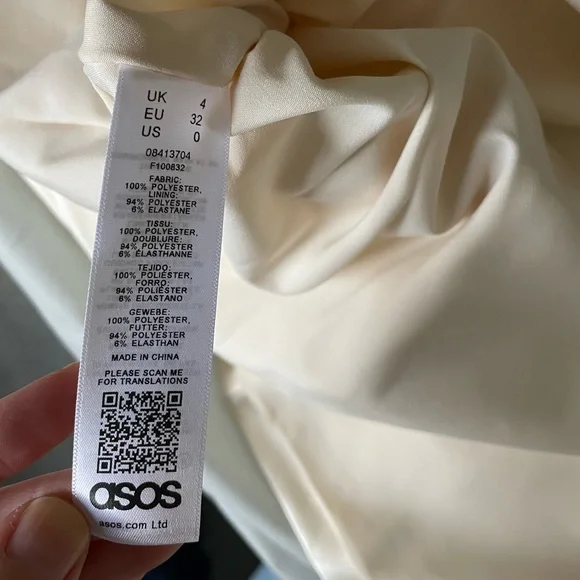 UK 4
EU 32
US 0
08413704
F100832
FABRIC:
100% POLYESTER,
LINING:
94% POLYESTER
6% ELASTANE
TISSU:
100% POLYESTER,
DOUBLURE:
94% POLYESTER
6% ÉLASTHANNE
TEJIDO:
100% POLIÉSTER,
FORRO:
94% POLIÉSTER
6% ELASTANO
GEWEBE:
100% POLYESTER,
FUTTER:
94% POLYESTER
6% ELASTHAN
MADE IN CHINA
PLEASE SCAN ME
FOR TRANSLATIONS
asos
asos.com Ltd